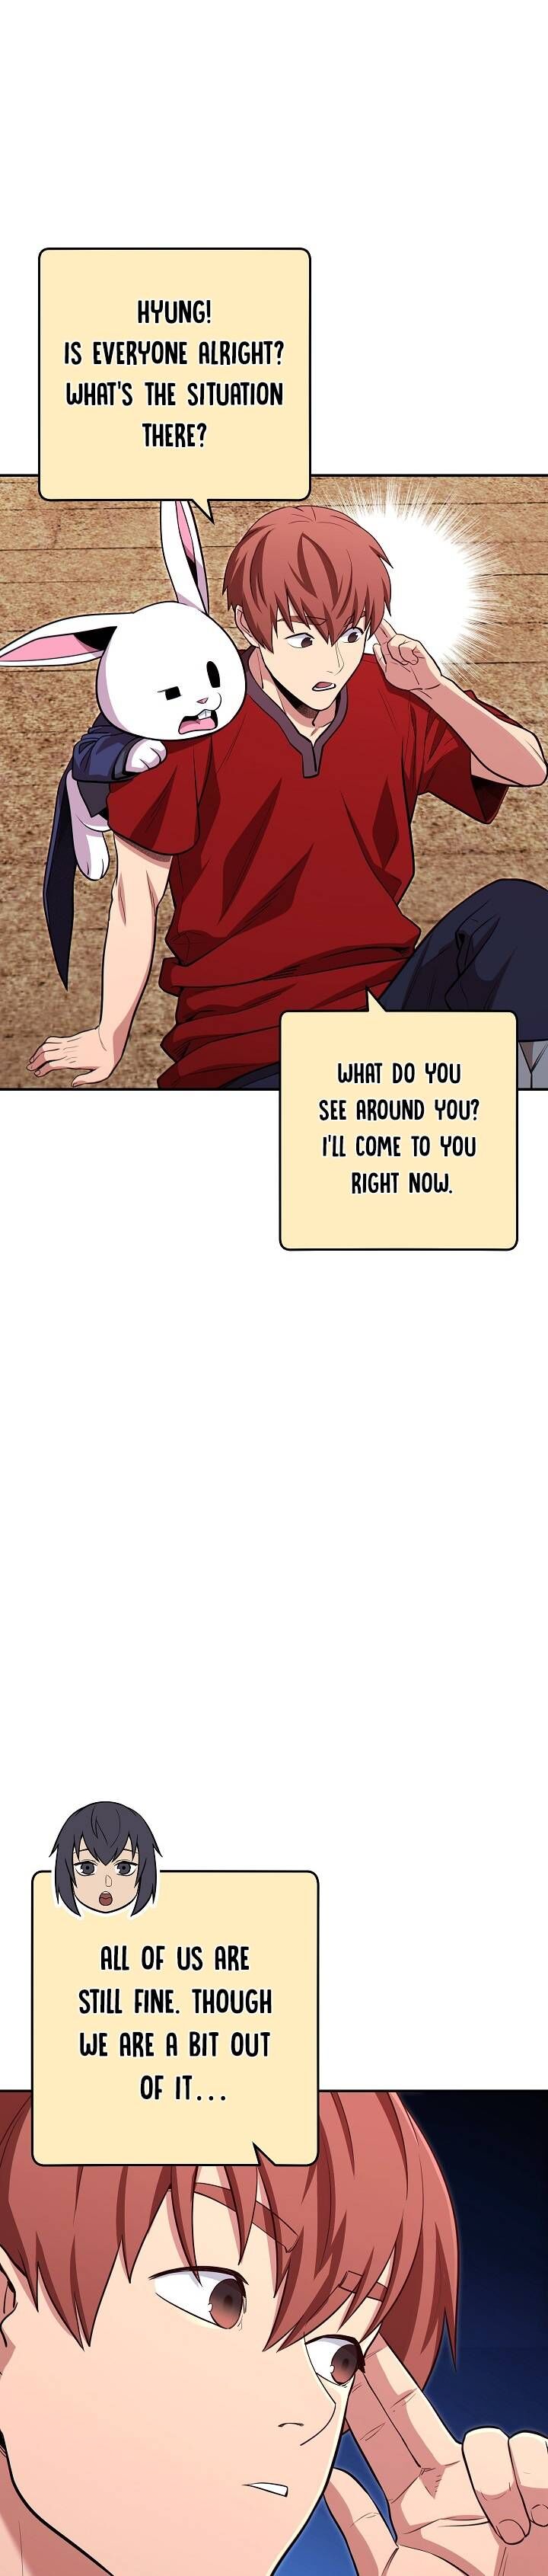 HYUNG!
IS EVERYONE ALRIGHT?
WHAT'S THE SITUATION
THERE?
WHAT DO YOU
SEE AROUND YOU?
I'LL COME TO YOU
RIGHT NOW.
ALL OF US ARE
STILL FINE. THOUGH
WE ARE A BIT OUT
OF IT...